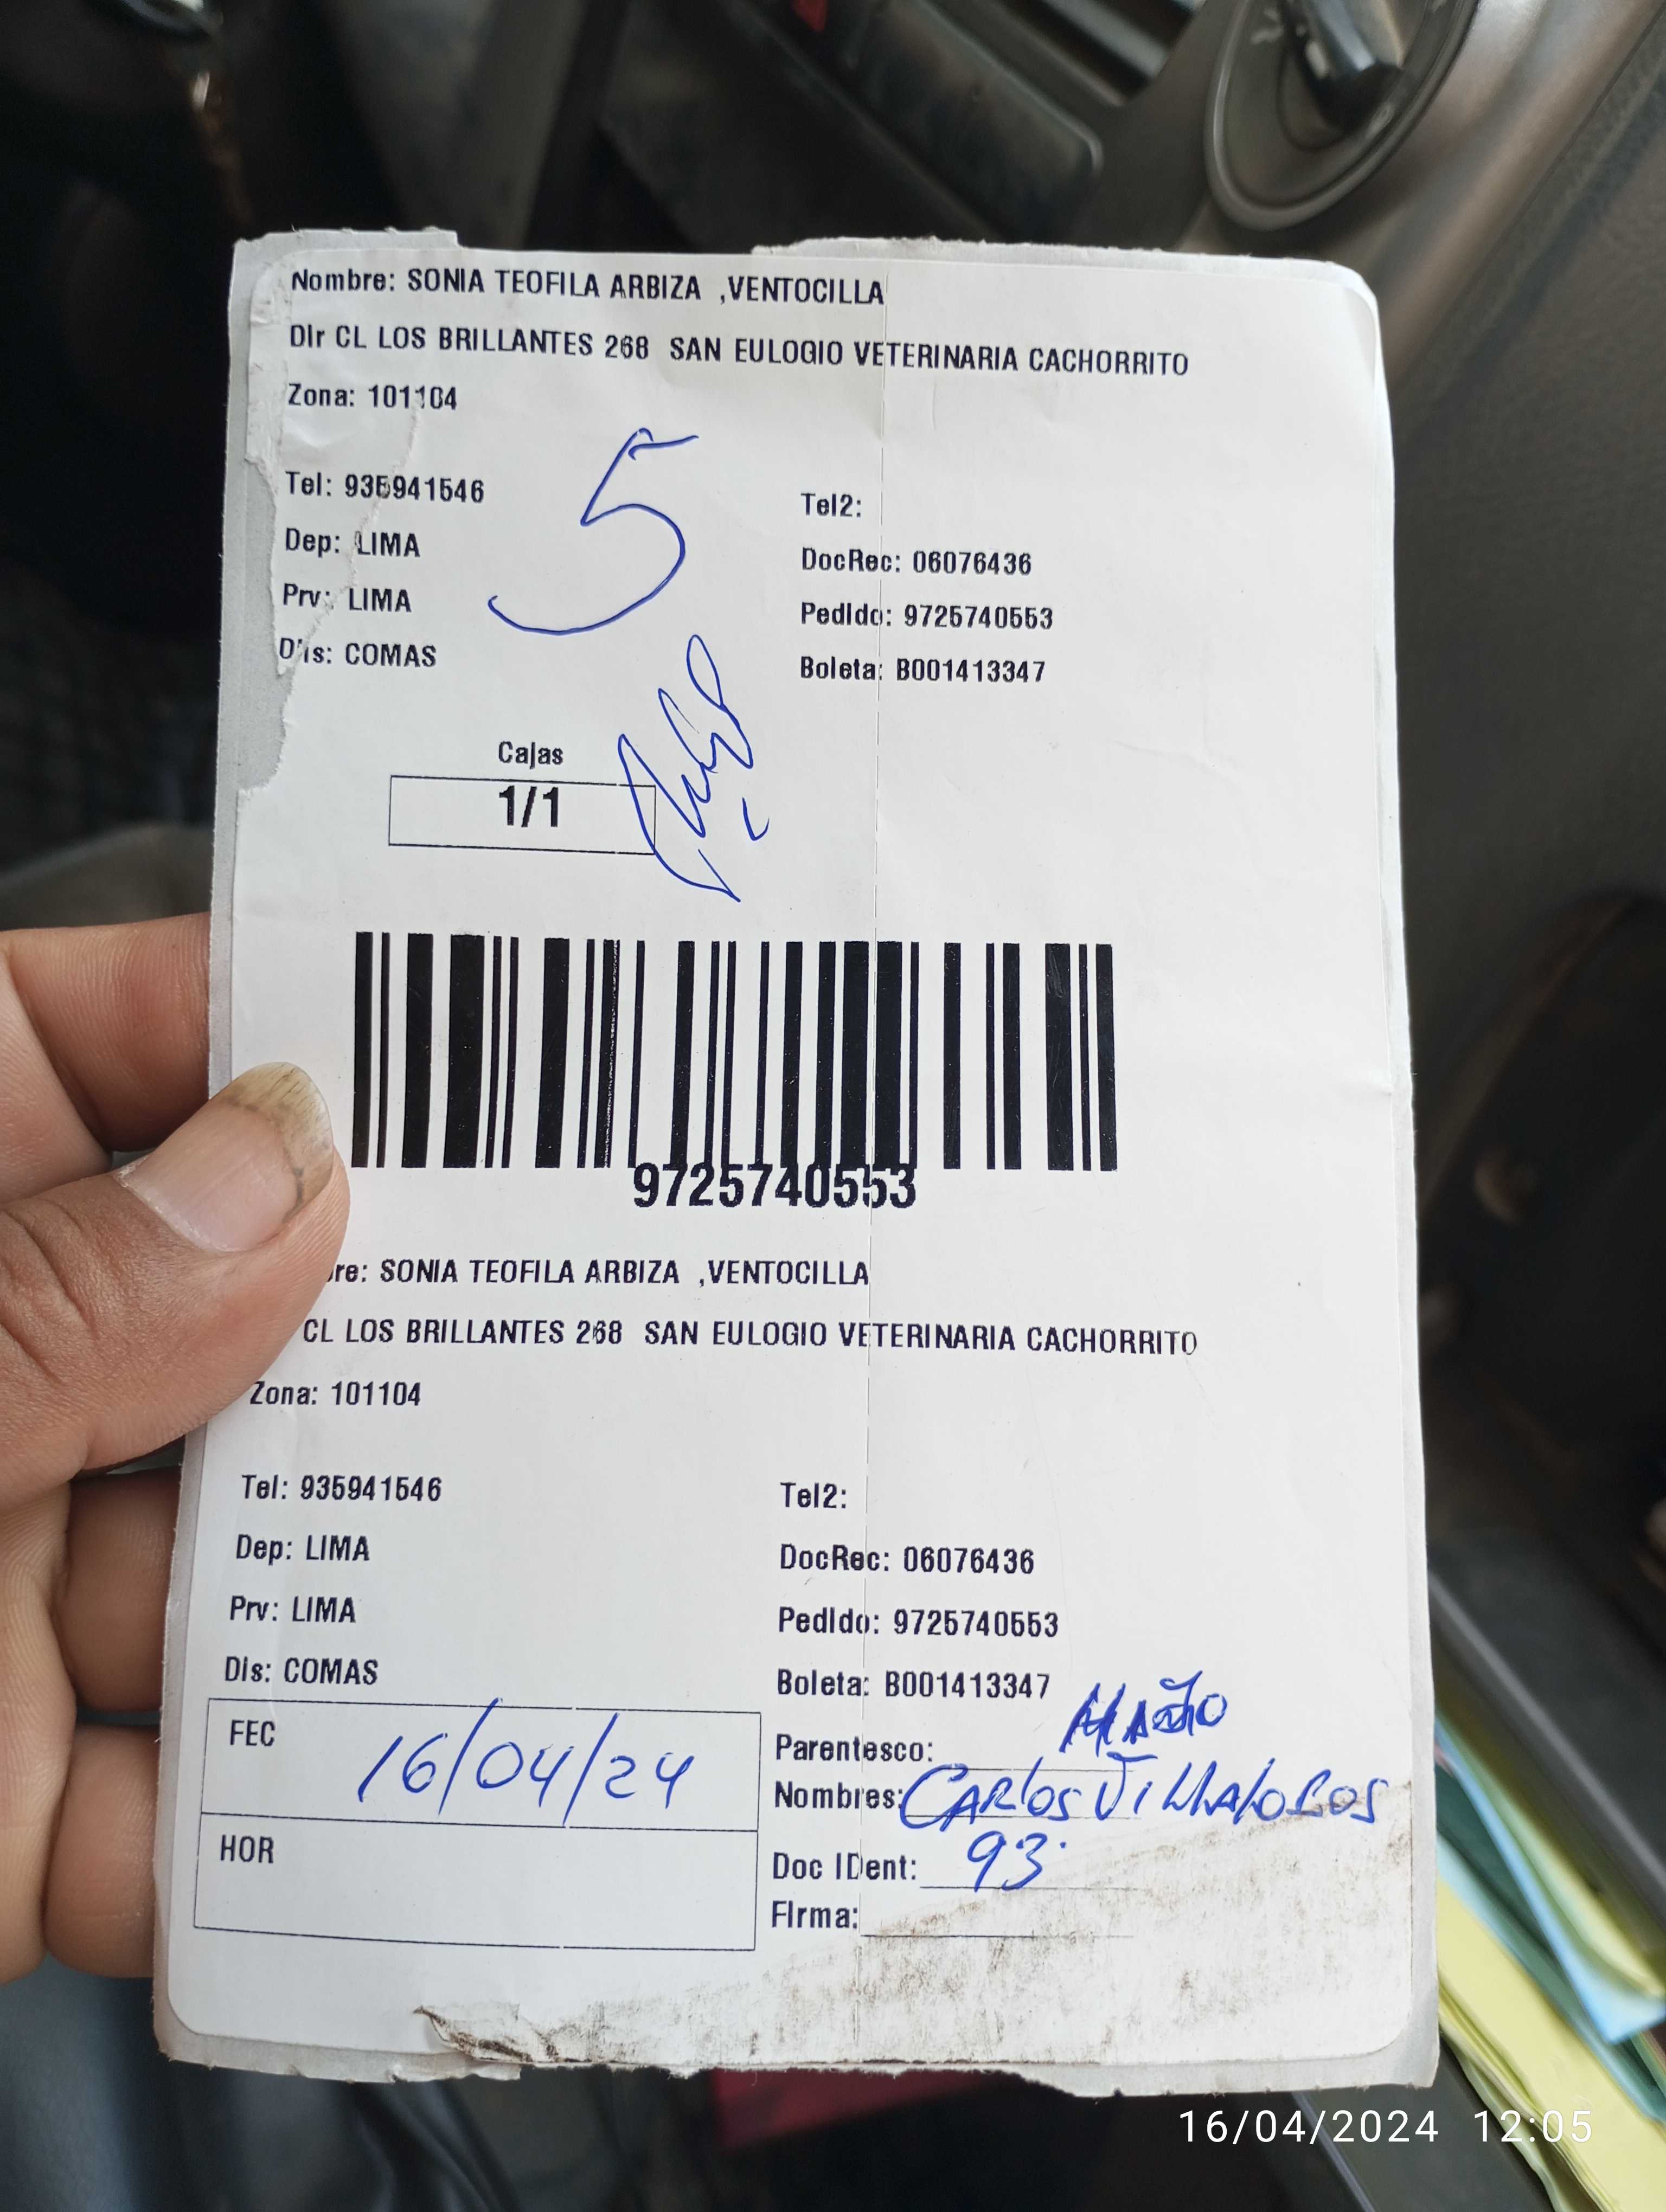 Nombre: SONIA TEOFILA ARBIZA ,VENTOCILLA
DIr CL LOS BRILLANTES 268 SAN EULOGIO VETERINARIA CACHORRITO
Zona: 101104
5
Tel: 935941546 Tel2:
Dep: LIMA DocRec: 06076436
Prv: LIMA PedIdo: 9725740553
Dis: COMAS Boleta: B001413347
Cajas
1/1
9725740553
re: SONIA TEOFILA ARBIZA ,VENTOCILLA
CL LOS BRILLANTES 268 SAN EULOGIO VETERINARIA CACHORRITO
Zona: 101104
Tel: 935941546 Tel2:
Dep: LIMA DocRec: 06076436
Prv: LIMA PedIdo: 9725740553
DIs: COMAS Boleta: B001413347
FEC 16/04/24
HOR
Parentesco:
Nombres: CARlos VillAloBos
Doc IDent: 93
FIrma:
16/04/2024 12:05